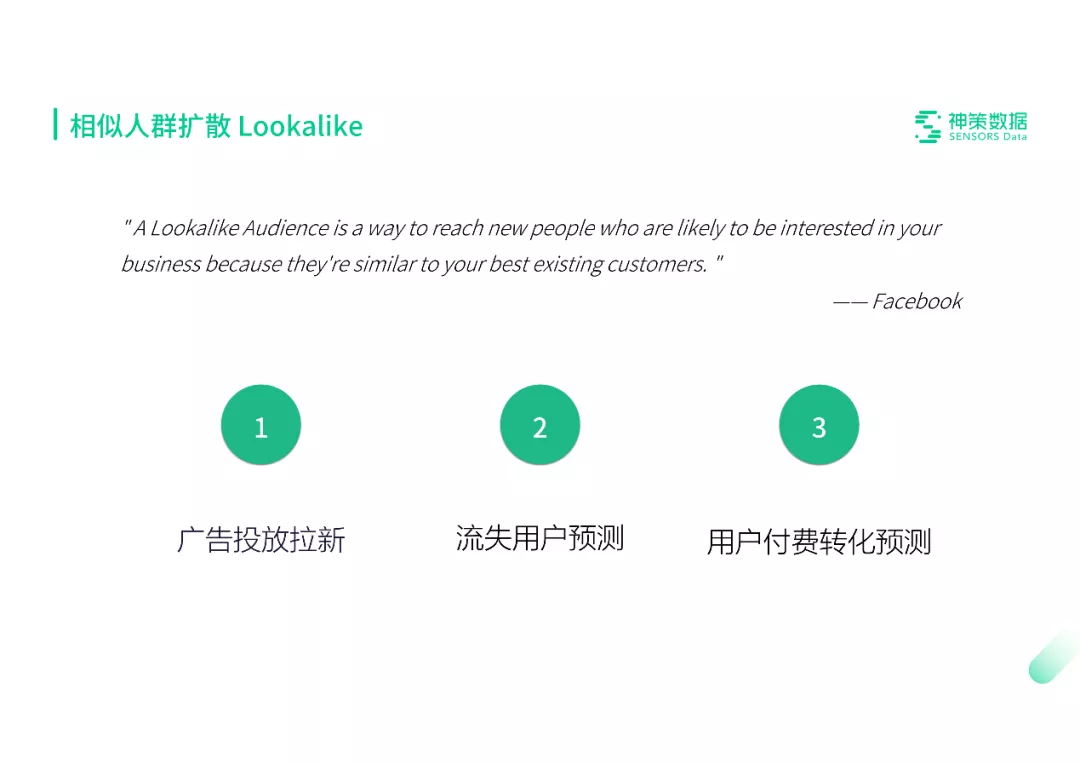 相似人群扩散 Lookalike
神策数据
SENSORS Data
" A Lookalike Audience is a way to reach new people who are likely to be interested in your
business because they're similar to your best existing customers. "
—— Facebook
1
2
3
广告投放拉新
流失用户预测
用户付费转化预测